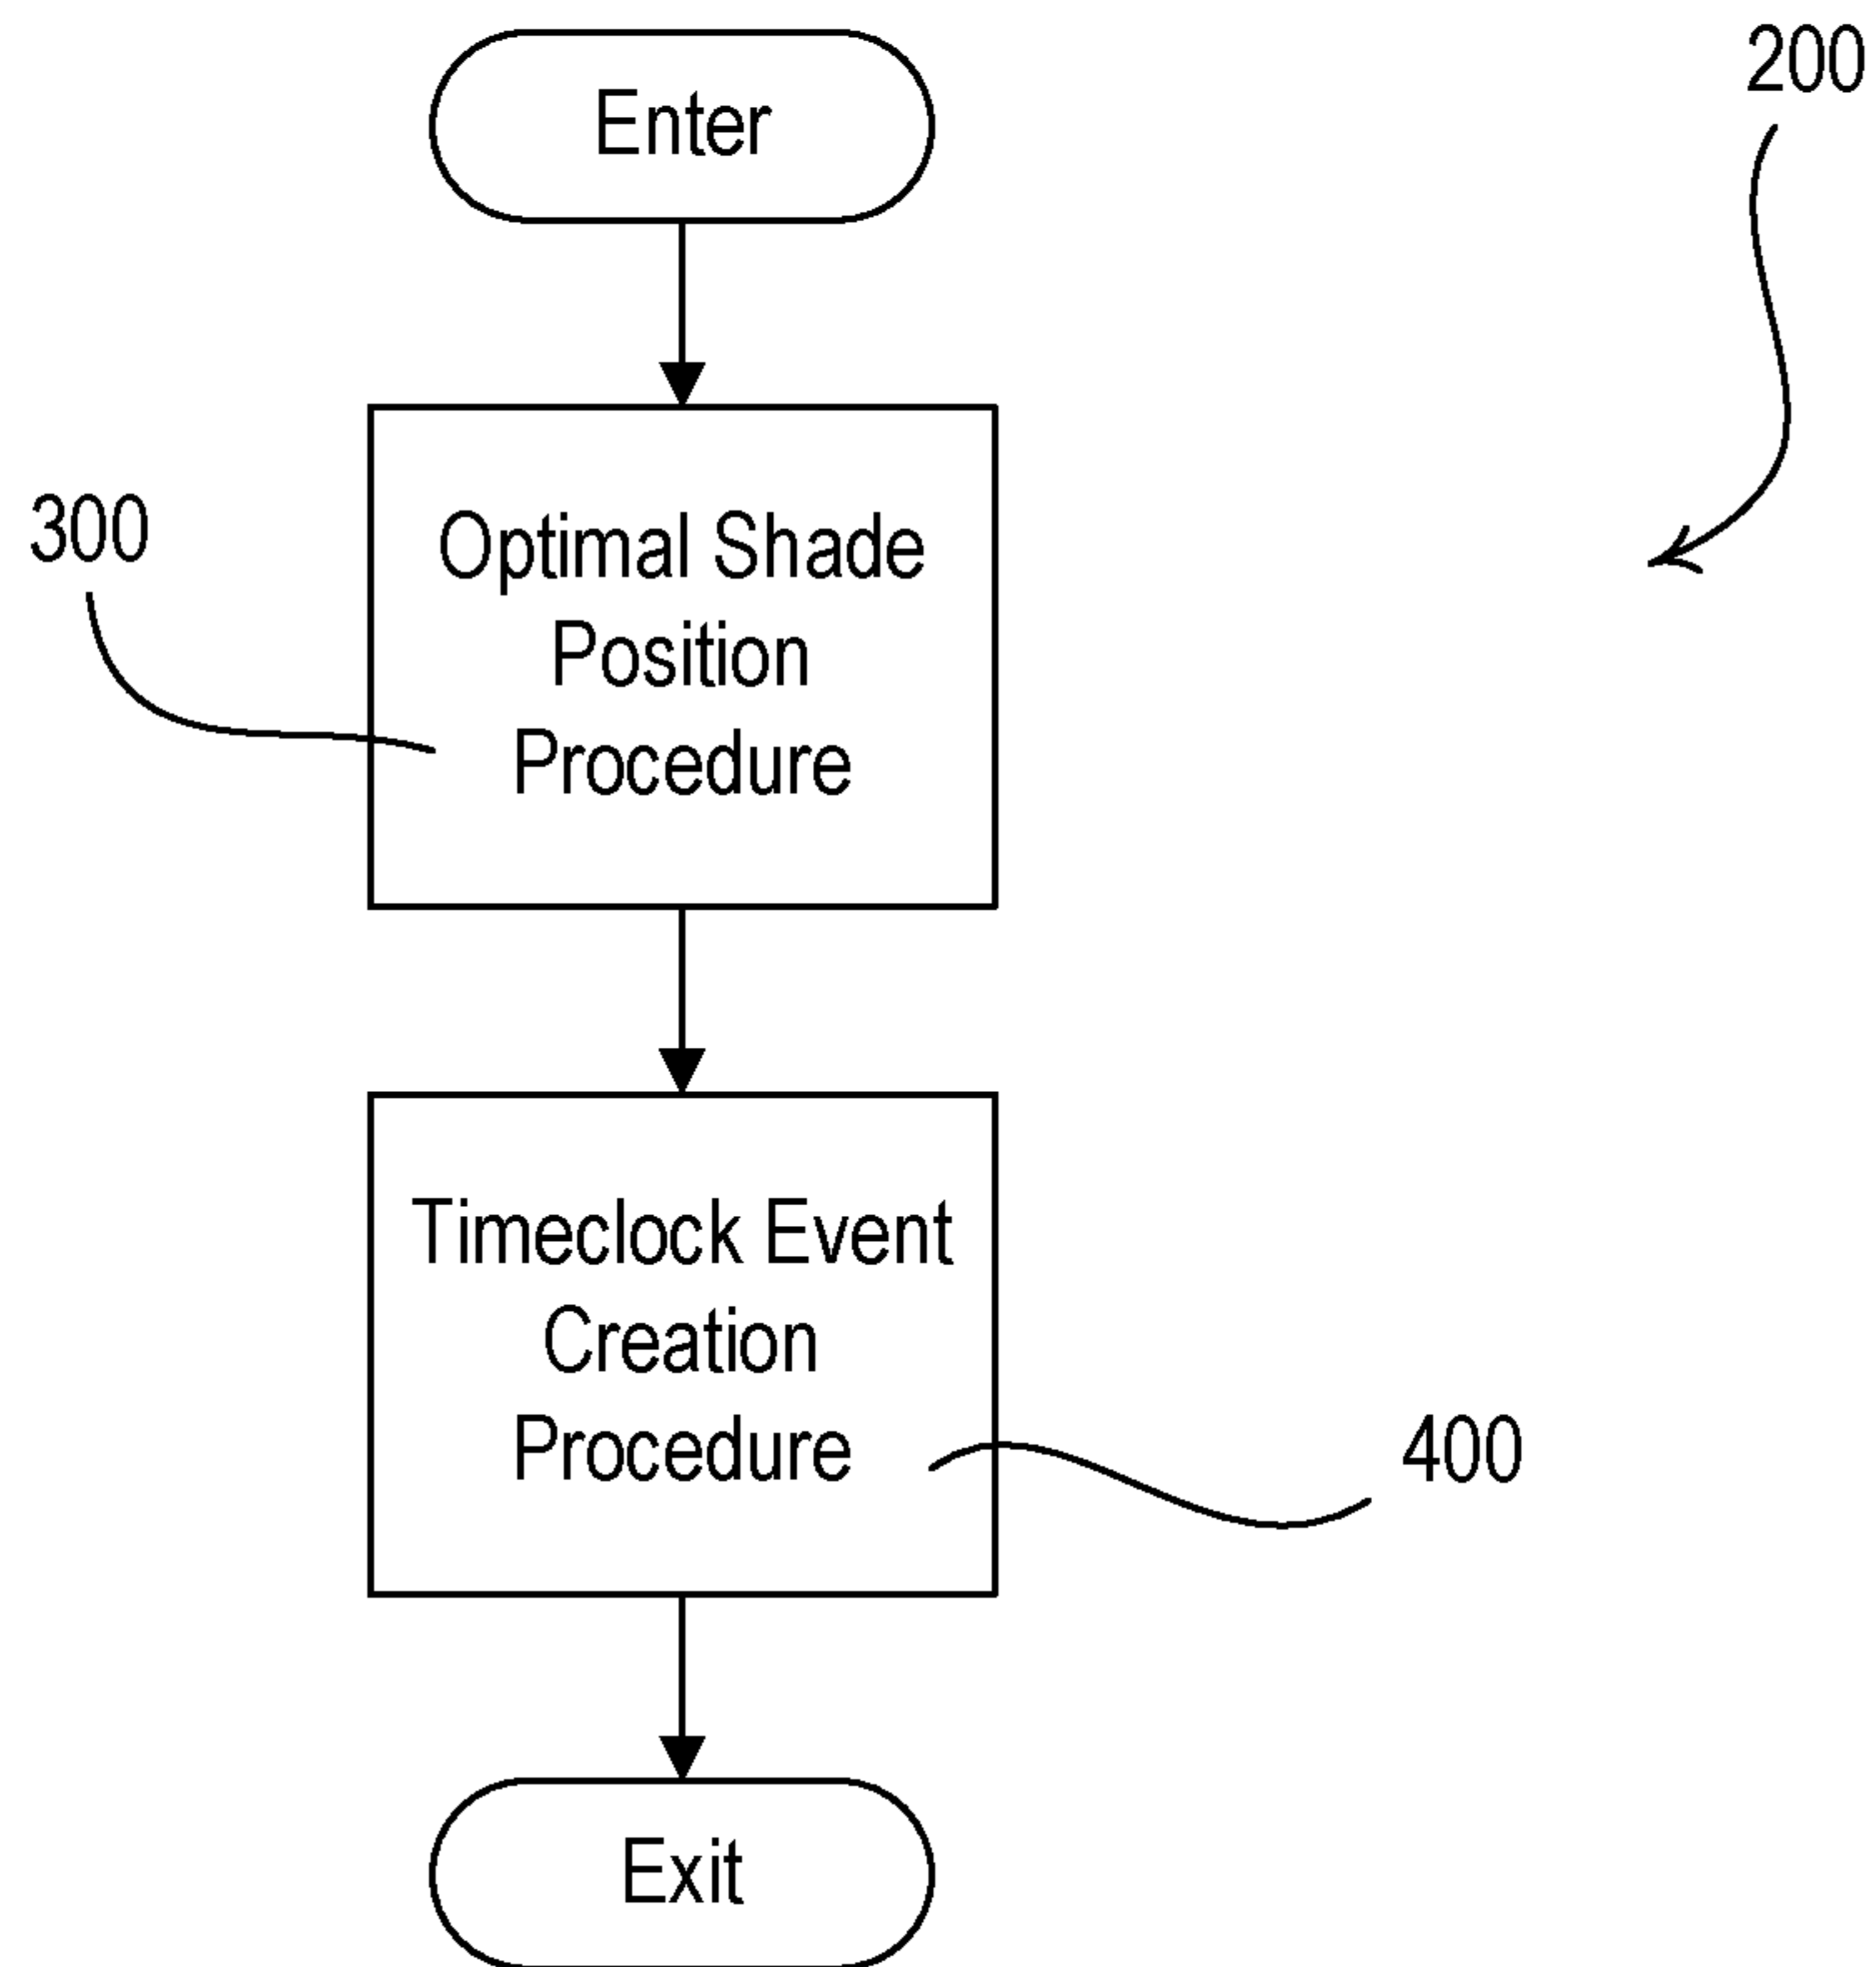 Enter
200
300
Optimal Shade
Position
Procedure
Timeclock Event
Creation
Procedure
400
Exit